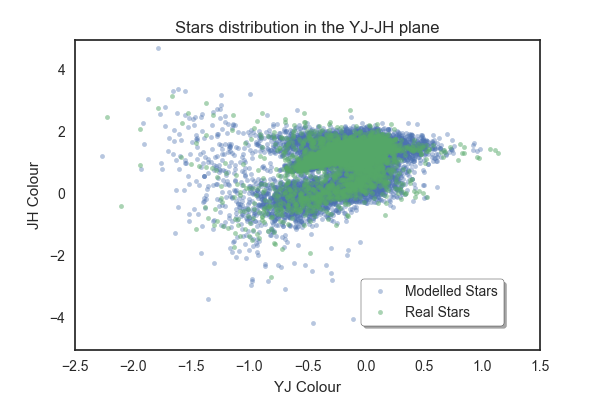 Stars distribution in the YJ-JH plane
JH Colour
4
2
0
−2
−4
Modelled Stars
Real Stars
−2.5 −2.0 −1.5 −1.0 −0.5 0.0 0.5 1.0 1.5
YJ Colour